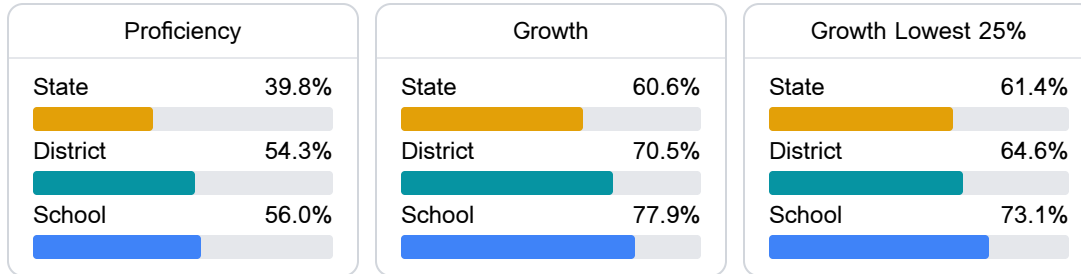 Proficiency
State 39.8%
District 54.3%
School 56.0%
Growth
State 60.6%
District 70.5%
School 77.9%
Growth Lowest 25%
State 61.4%
District 64.6%
School 73.1%